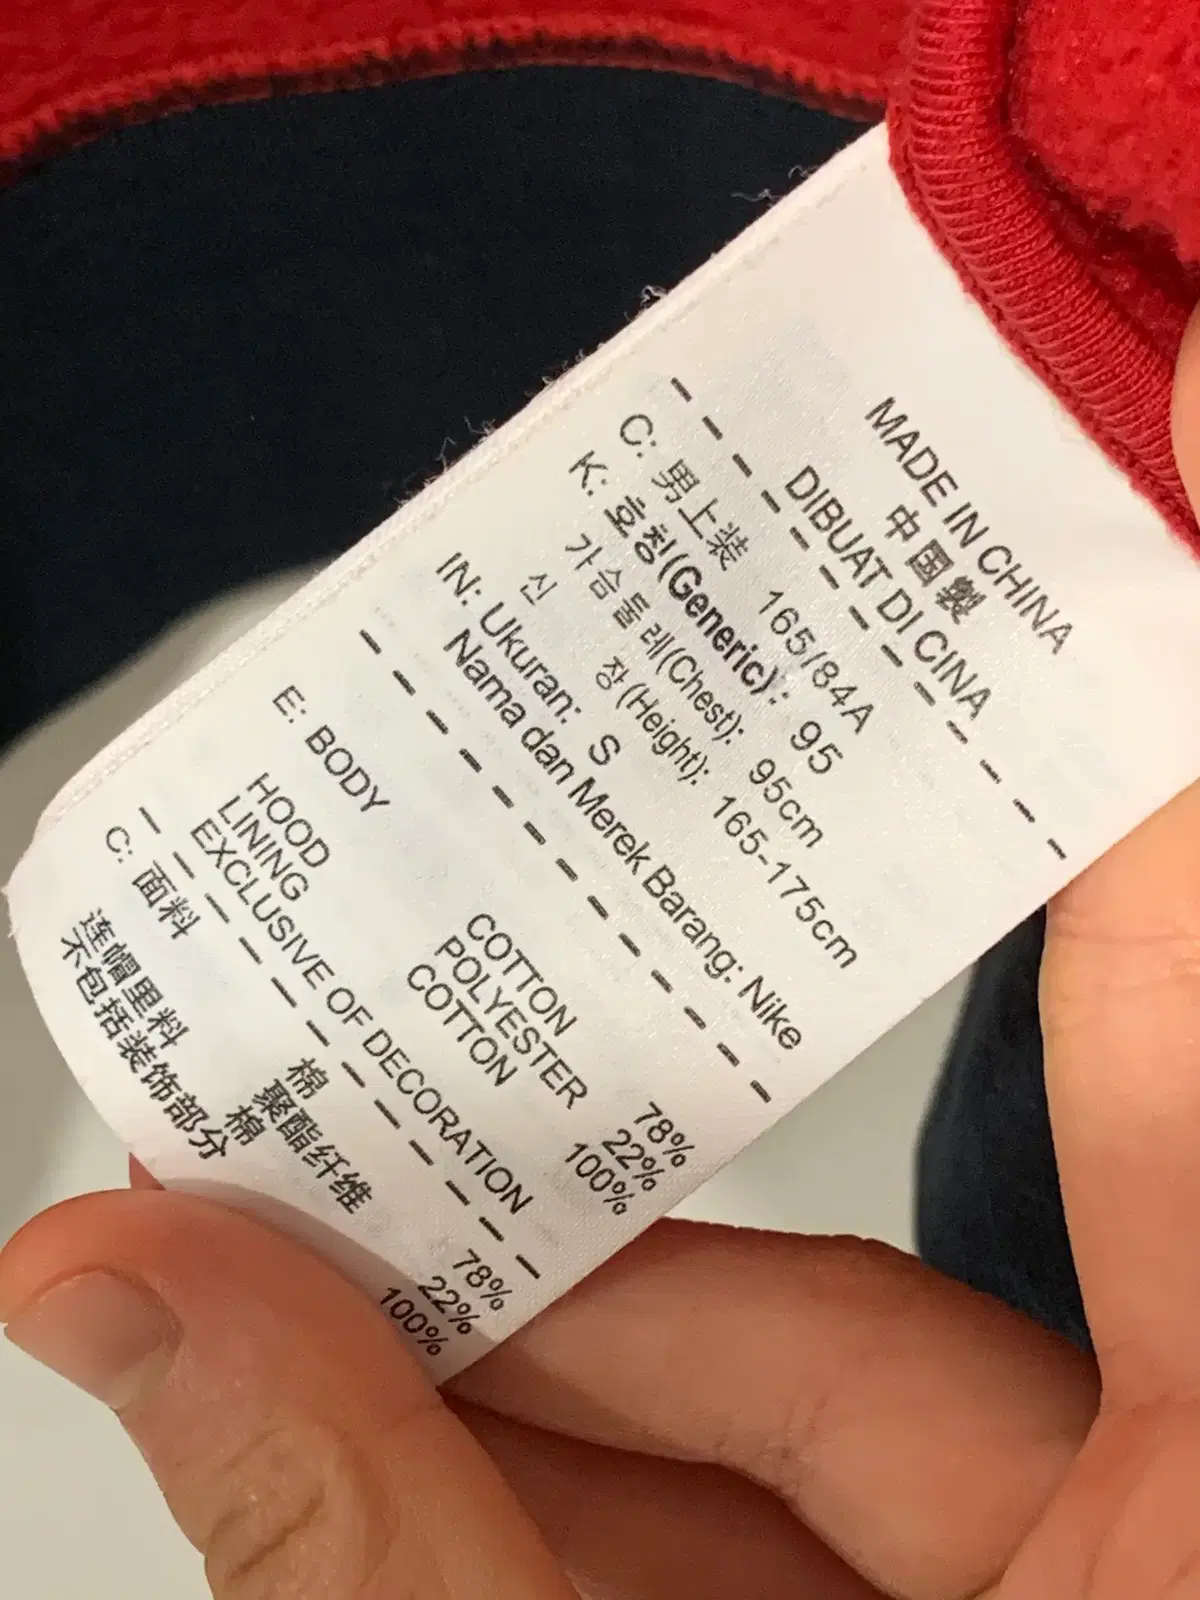 MADE IN CHINA
中国製
DIBUAT DI CINA
C: 男上装 165/84A
K: 호칭(Generic): 95
가슴둘레(Chest): 95cm
신 장(Height): 165-175cm
IN: Ukuran: S
Nama dan Merek Barang: Nike
E: BODY COTTON 78%
POLYESTER 22%
HOOD LINING COTTON 100%
EXCLUSIVE OF DECORATION
C: 面料 棉 78%
聚酯纤维 22%
连帽里料 棉 100%
不包括装饰部分